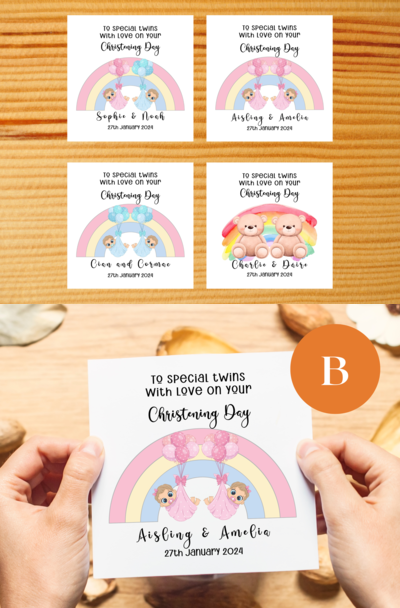 To special twins
With love on your
Christening Day
Sophie & Noah
27th January 2024
To special twins
With love on your
Christening Day
Aisling & Amelia
27th January 2024
To special twins
With love on your
Christening Day
Cian and Cormac
27th January 2024
To special twins
With love on your
Christening Day
Charlie & Daire
27th January 2024
B
To special twins
With love on your
Christening Day
Aisling & Amelia
27th January 2024